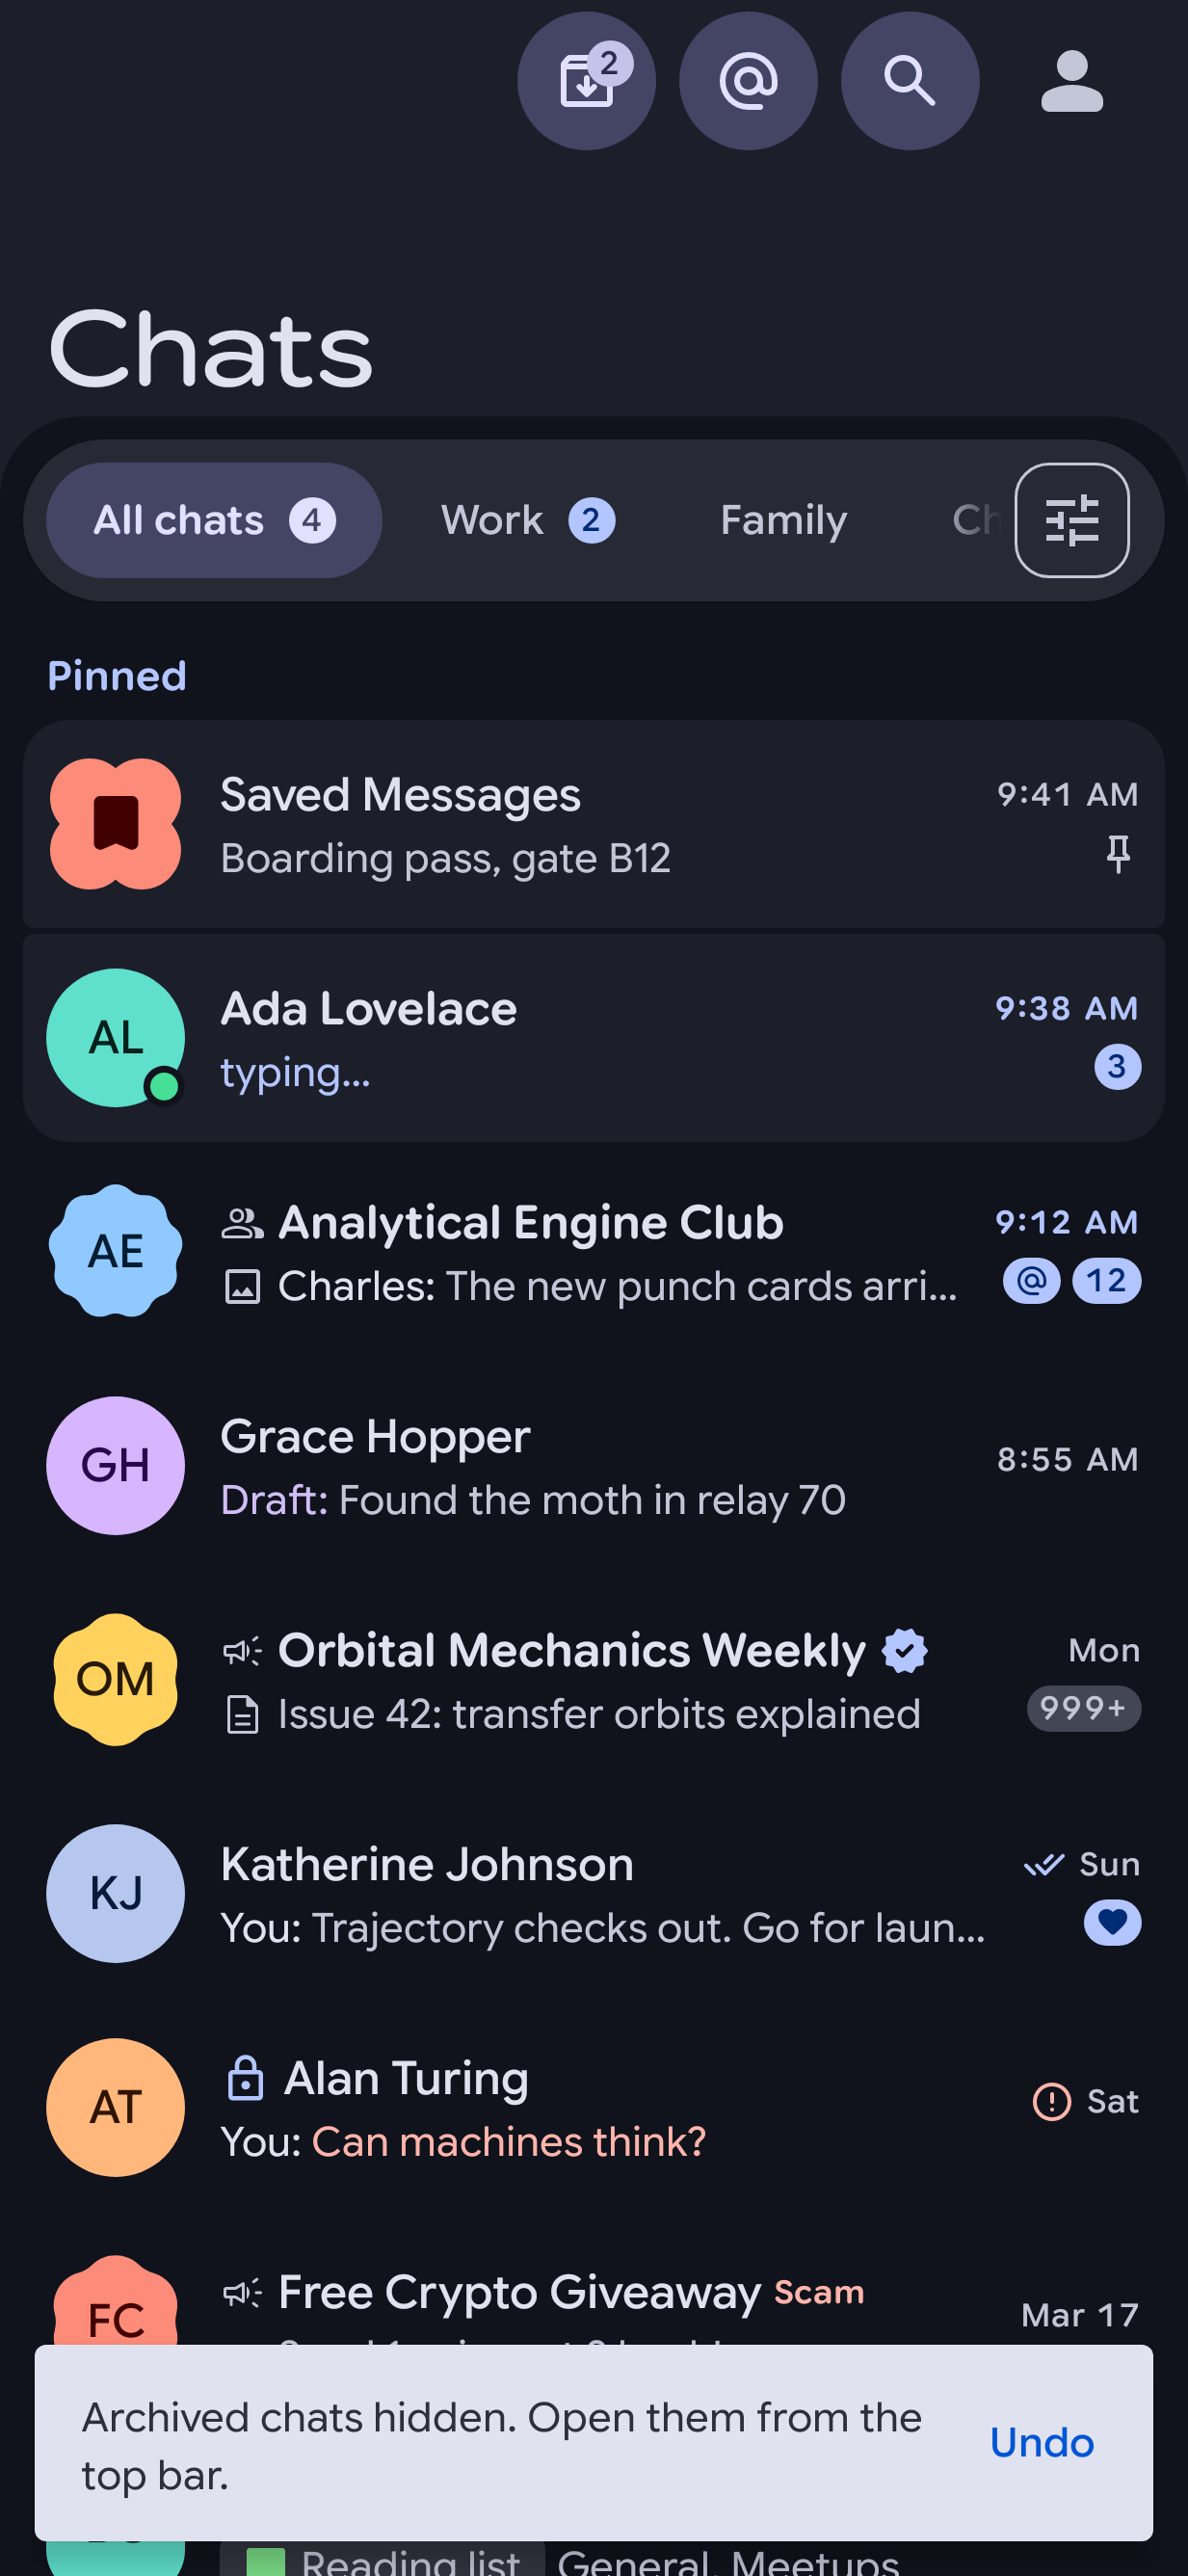 2
Chats
All chats 4 Work 2 Family Ch
Pinned
Saved Messages 9:41 AM
Boarding pass, gate B12
AL Ada Lovelace 9:38 AM
typing... 3
AE Analytical Engine Club 9:12 AM
Charles: The new punch cards arri... @ 12
GH Grace Hopper 8:55 AM
Draft: Found the moth in relay 70
OM Orbital Mechanics Weekly Mon
Issue 42: transfer orbits explained 999+
KJ Katherine Johnson Sun
You: Trajectory checks out. Go for laun...
AT Alan Turing Sat
You: Can machines think?
FC Free Crypto Giveaway Scam Mar 17
Archived chats hidden. Open them from the
top bar.
Undo
Reading list General, Meetups